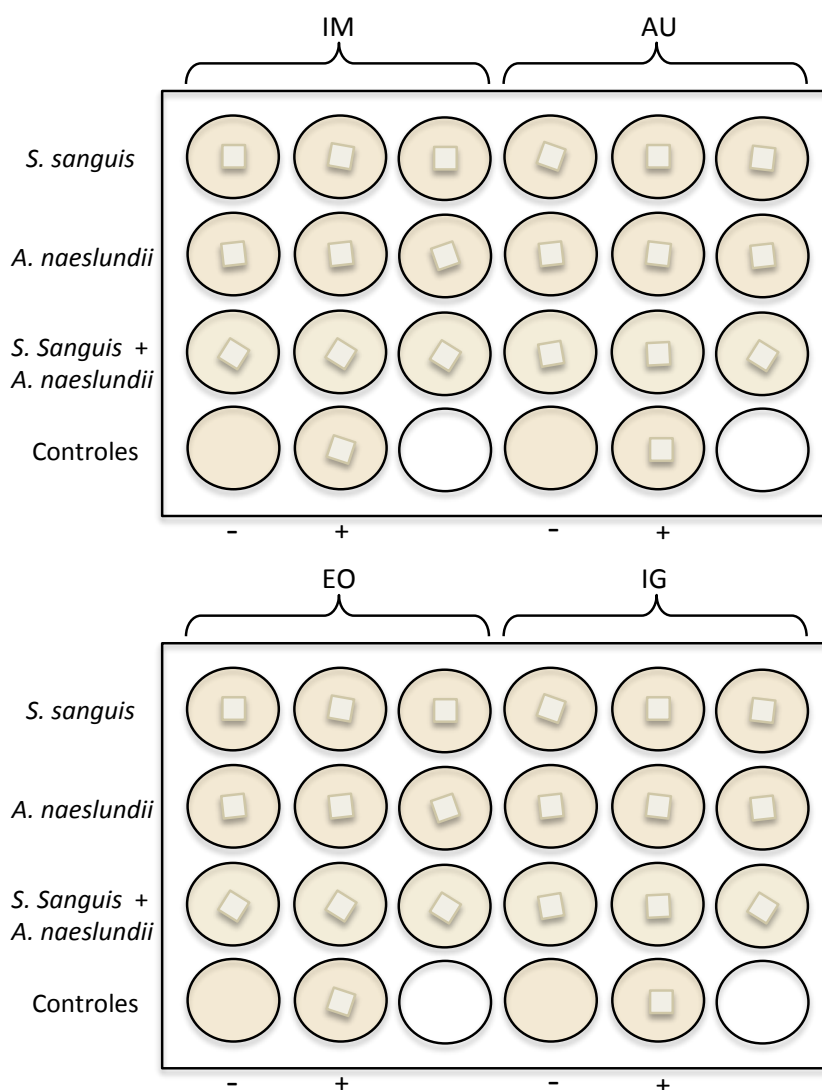 IM AU
S. sanguis
A. naeslundii
S. Sanguis +
A. naeslundii
Controles
- + - +
EO IG
S. sanguis
A. naeslundii
S. Sanguis +
A. naeslundii
Controles
- + - +